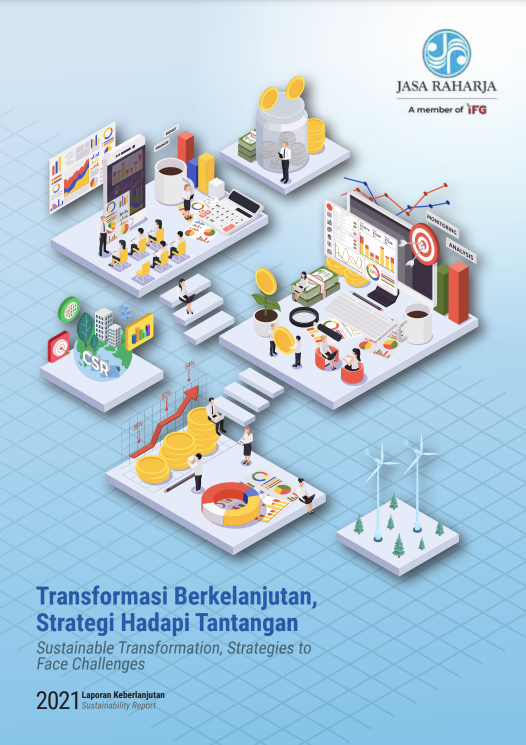 JASA RAHARJA
A member of IFG
MONITORING
ANALYSIS
CSR
Transformasi Berkelanjutan,
Strategi Hadapi Tantangan
Sustainable Transformation, Strategies to
Face Challenges
2021 Laporan Keberlanjutan
Sustainability Report